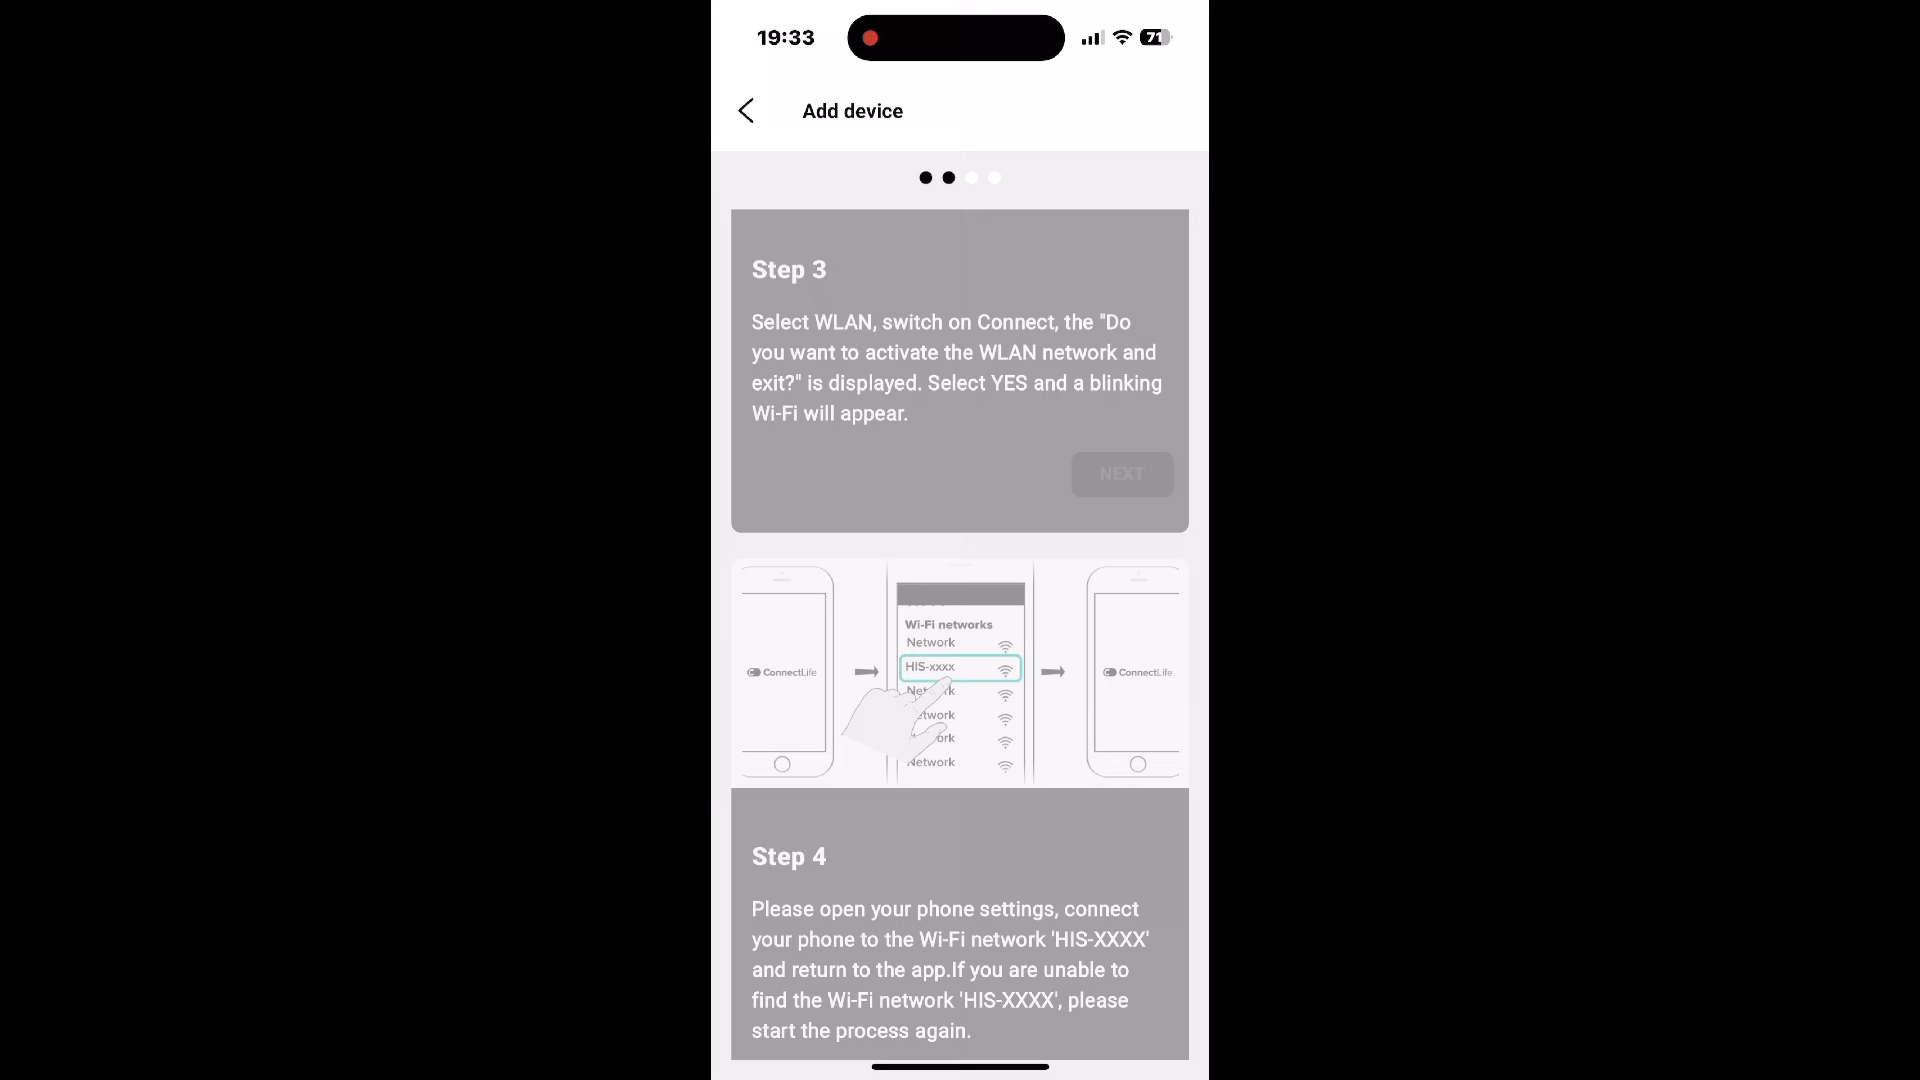 19:33
71
Add device
Step 3
Select WLAN, switch on Connect, the "Do
you want to activate the WLAN network and
exit?" is displayed. Select YES and a blinking
Wi-Fi will appear.
NEXT
Wi-Fi networks
Network
HIS-xxxx
Network
Network
Network
ConnectLife
ConnectLife
Step 4
Please open your phone settings, connect
your phone to the Wi-Fi network 'HIS-XXXX'
and return to the app.If you are unable to
find the Wi-Fi network 'HIS-XXXX', please
start the process again.